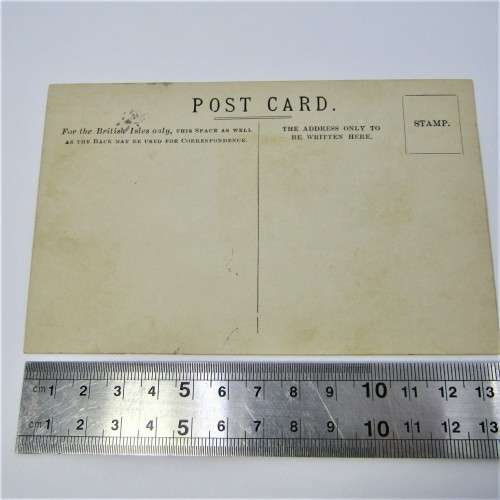 POST CARD.
For the British Isles only, THIS SPACE AS WELL
AS THE BACK MAY BE USED FOR CORRESPONDENCE.
THE ADDRESS ONLY TO
BE WRITTEN HERE.
STAMP.
cm 1 2 3 4 5 6 7 8 9 10 11 12 13
cm 1 2 3 4 5 6 7 8 9 10 11 12 13